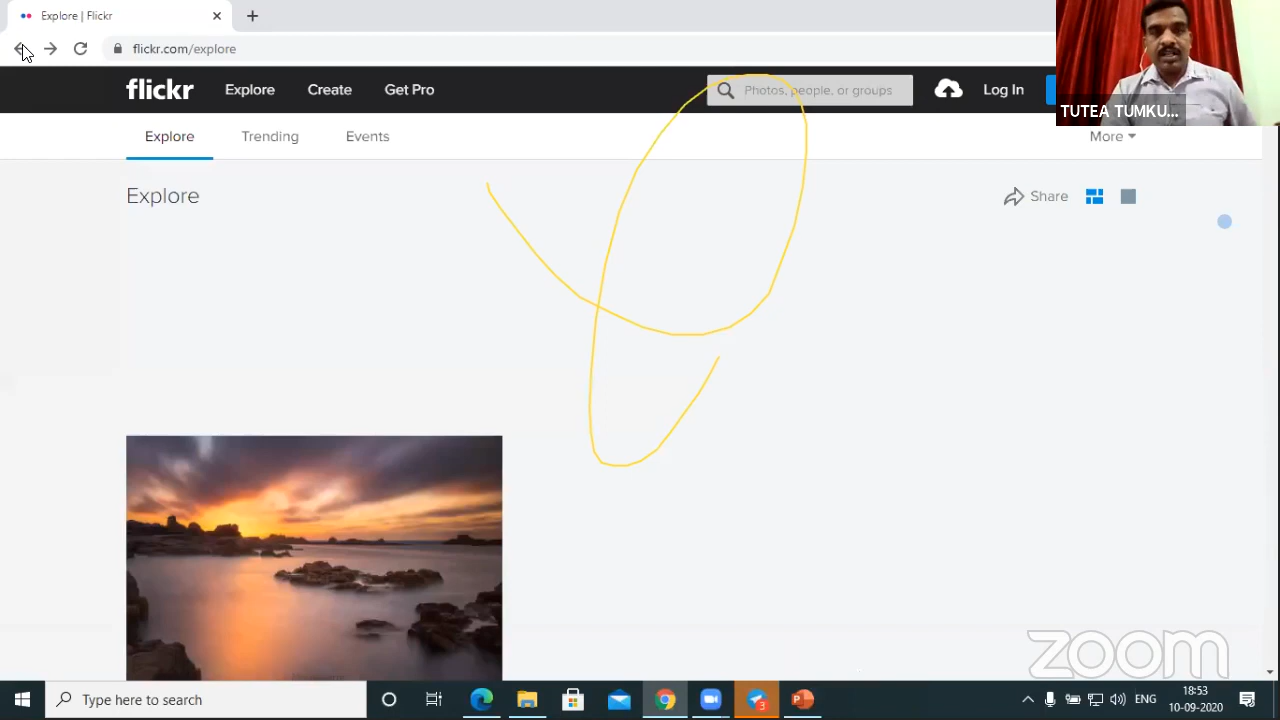 Explore | Flickr
flickr.com/explore
flickr
Explore
Create
Get Pro
Photos, people, or groups
Log In
TUTEA TUMKU...
Explore
Trending
Events
More
Explore
Share
zoom
Type here to search
3
ENG
18:53
10-09-2020